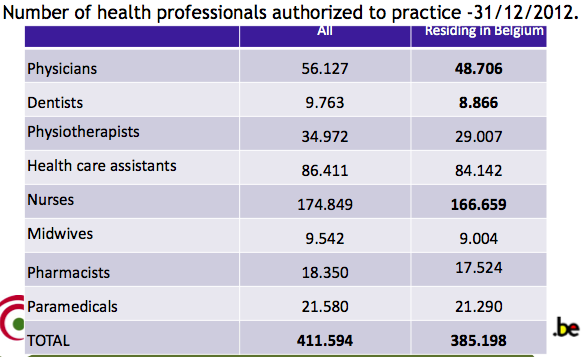 Number of health professionals authorized to practice -31/12/2012.
All Residing in Belgium
Physicians 56.127 48.706
Dentists 9.763 8.866
Physiotherapists 34.972 29.007
Health care assistants 86.411 84.142
Nurses 174.849 166.659
Midwives 9.542 9.004
Pharmacists 18.350 17.524
Paramedicals 21.580 21.290
TOTAL 411.594 385.198
.be